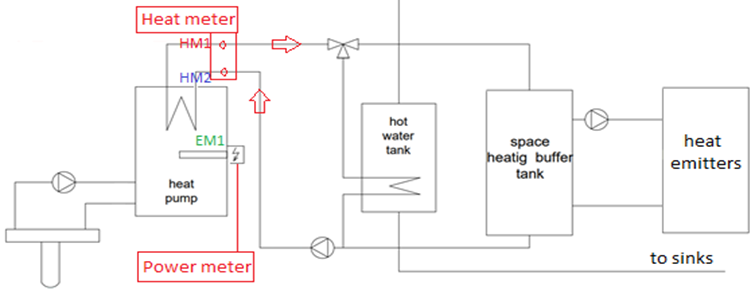 Heat meter
HM1
HM2
EM1
heat
pump
Power meter
hot
water
tank
space
heatig buffer
tank
heat
emitters
to sinks